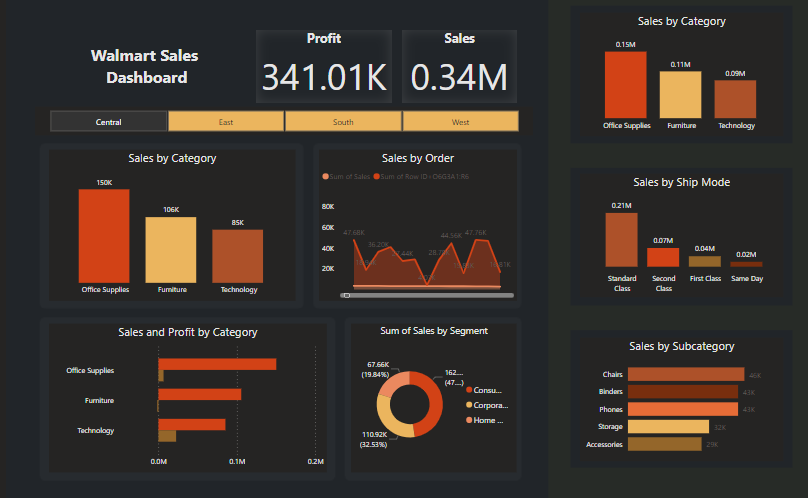 Walmart Sales
Dashboard
Profit
341.01K
Sales
0.34M
Central
East
South
West
Sales by Category
150K
106K
85K
Office Supplies
Furniture
Technology
Sales by Order
Sum of Sales
Sum of Row ID+O6G3A1:R6
80K
60K
40K
20K
47.68K
36.20K
44.56K
47.76K
Sales and Profit by Category
Office Supplies
Furniture
Technology
0.0M
0.1M
0.2M
Sum of Sales by Segment
67.66K
(19.84%)
162...
(47...)
110.92K
(32.53%)
Consu...
Corpora...
Home ...
Sales by Category
0.15M
0.11M
0.09M
Office Supplies
Furniture
Technology
Sales by Ship Mode
0.21M
0.07M
0.04M
0.02M
Standard
Class
Second
Class
First Class
Same Day
Sales by Subcategory
Chairs
46K
Binders
43K
Phones
43K
Storage
32K
Accessories
29K